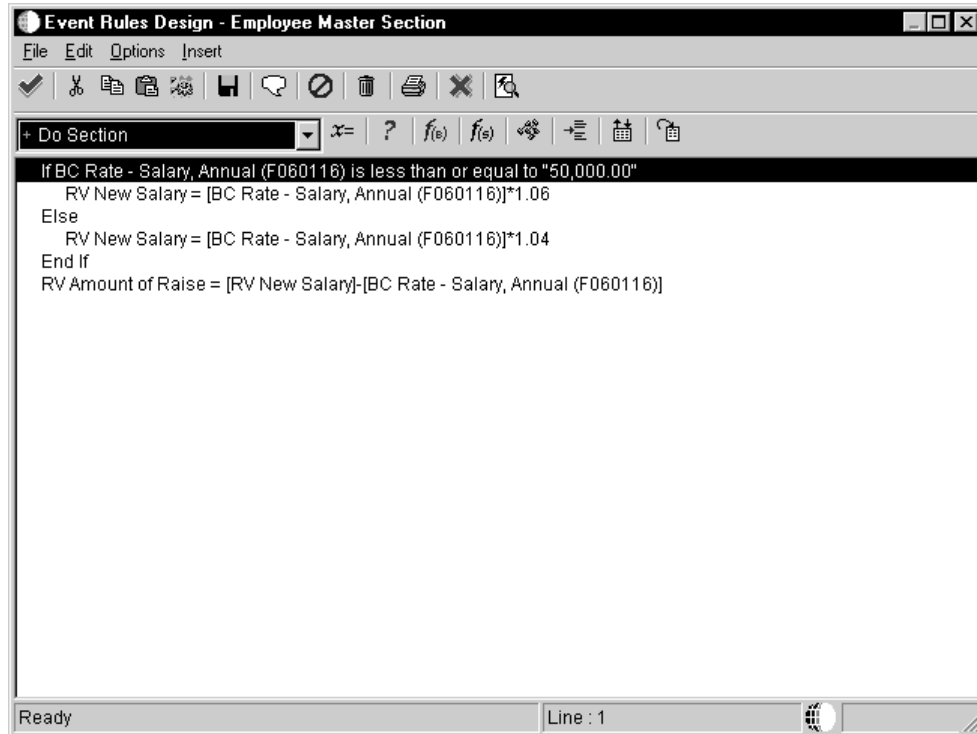 Event Rules Design - Employee Master Section
File Edit Options Insert
+ Do Section x= ? f(B) f(s)
If BC Rate - Salary, Annual (F060116) is less than or equal to "50,000.00"
RV New Salary = [BC Rate - Salary, Annual (F060116)]*1.06
Else
RV New Salary = [BC Rate - Salary, Annual (F060116)]*1.04
End If
RV Amount of Raise = [RV New Salary]-[BC Rate - Salary, Annual (F060116)]
Ready Line : 1